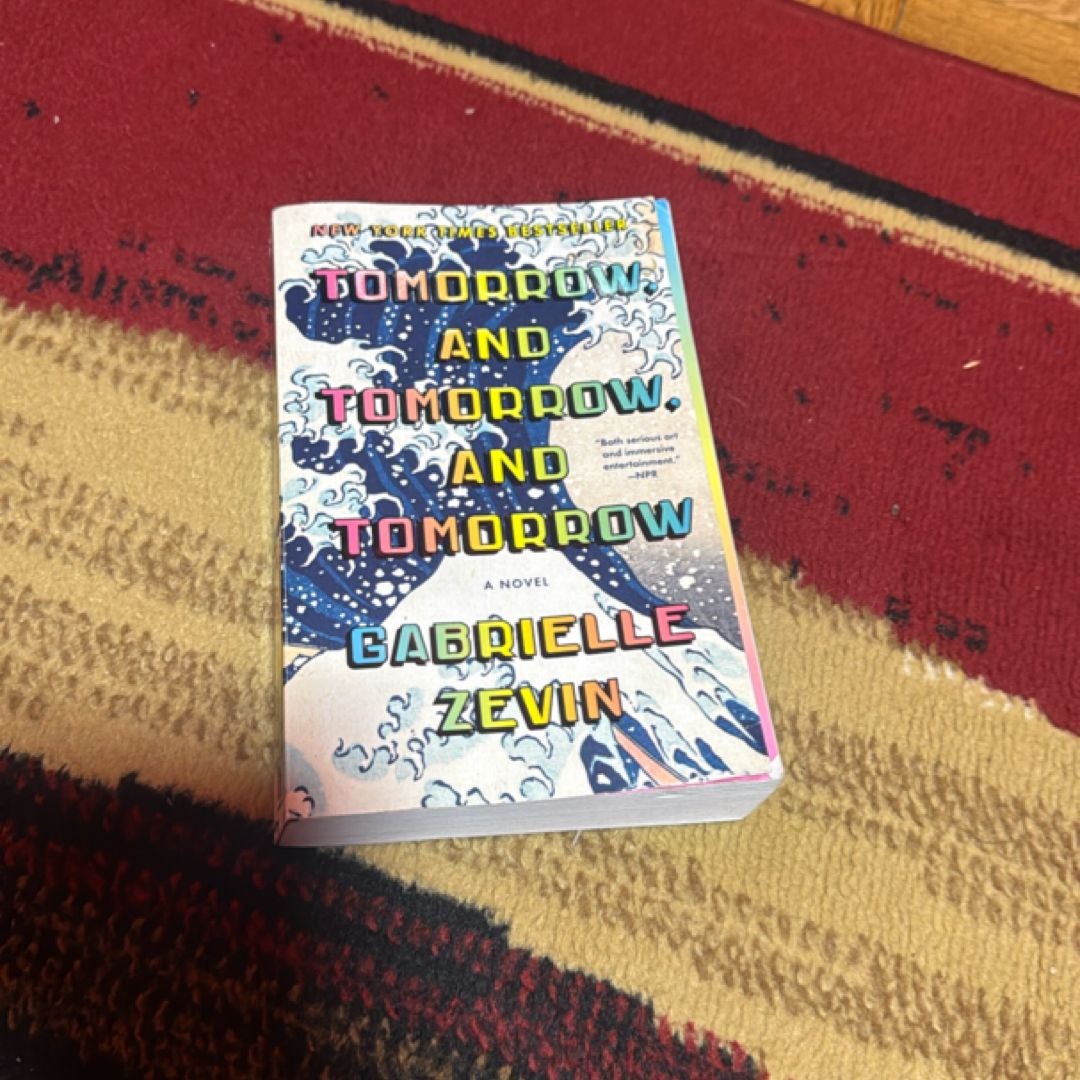 NEW YORK TIMES BESTSELLER
TOMORROW,
AND
TOMORROW,
AND
TOMORROW
"Both serious art
and immersive
entertainment."
—NPR
A NOVEL
GABRIELLE
ZEVIN